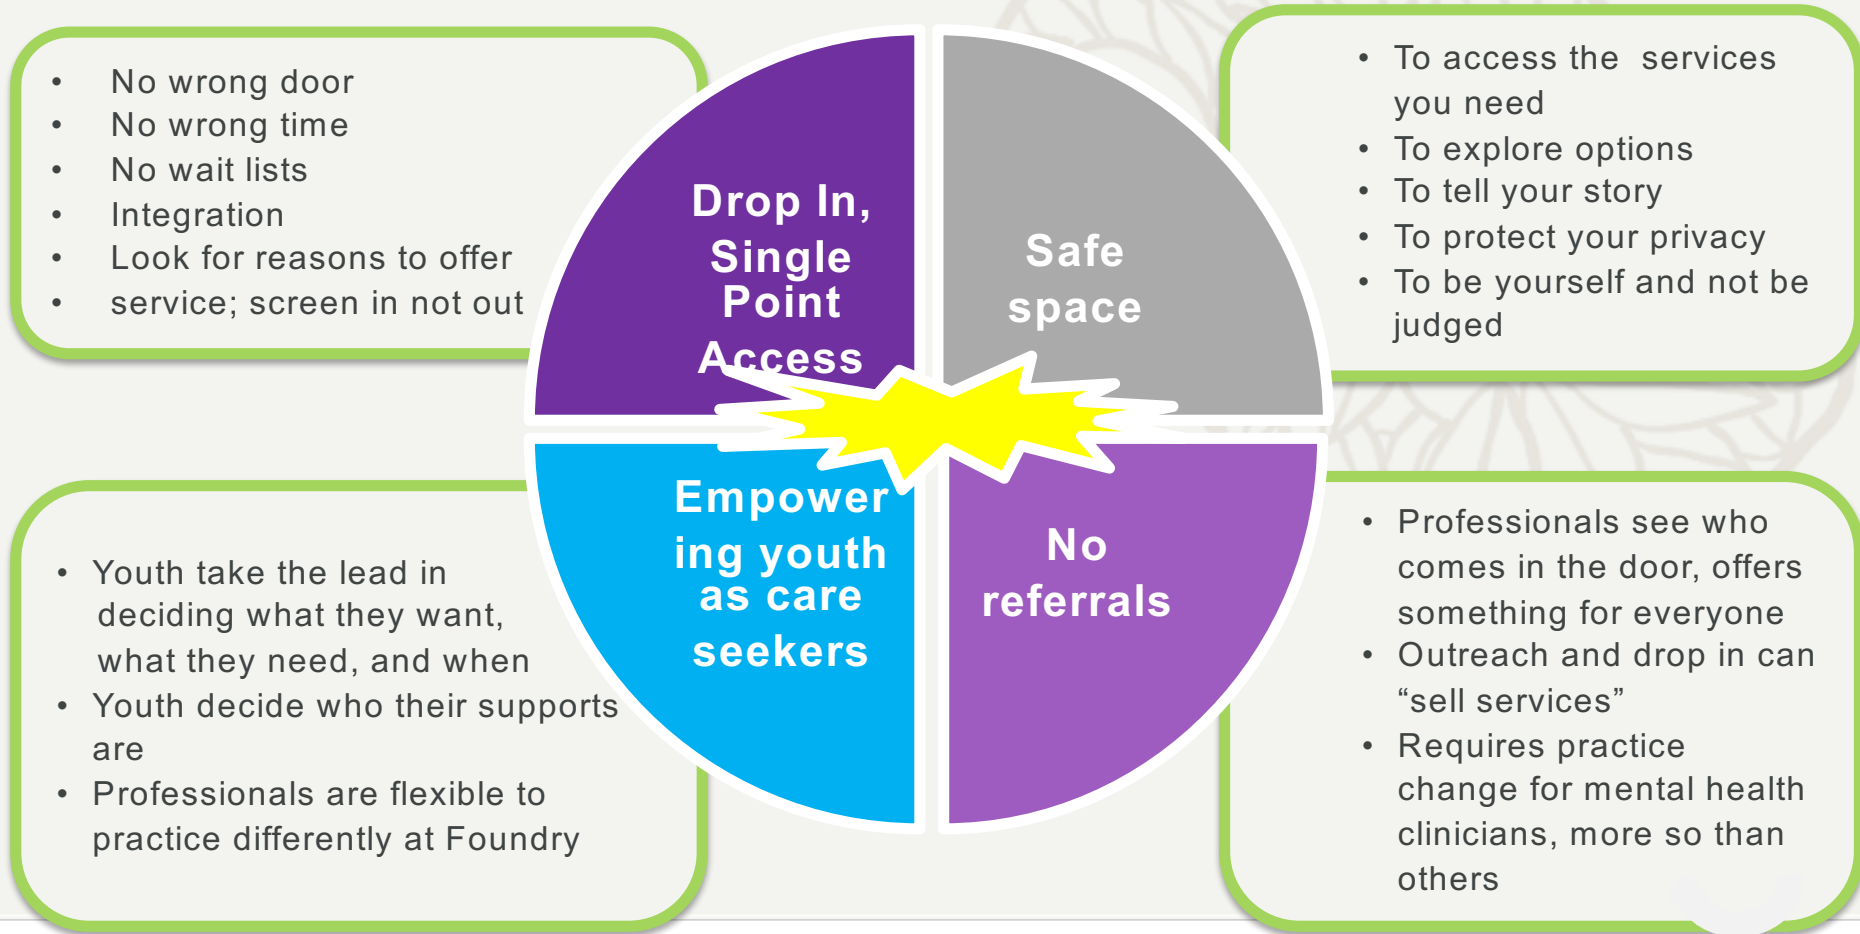 • No wrong door
• No wrong time
• No wait lists
• Integration
• Look for reasons to offer
• service; screen in not out
Drop In,
Single
Point
Access
Safe
space
• To access the services
you need
• To explore options
• To tell your story
• To protect your privacy
• To be yourself and not be
judged
• Youth take the lead in
deciding what they want,
what they need, and when
• Youth decide who their supports
are
• Professionals are flexible to
practice differently at Foundry
Empower
ing youth
as care
seekers
No
referrals
• Professionals see who
comes in the door, offers
something for everyone
• Outreach and drop in can
“sell services”
• Requires practice
change for mental health
clinicians, more so than
others